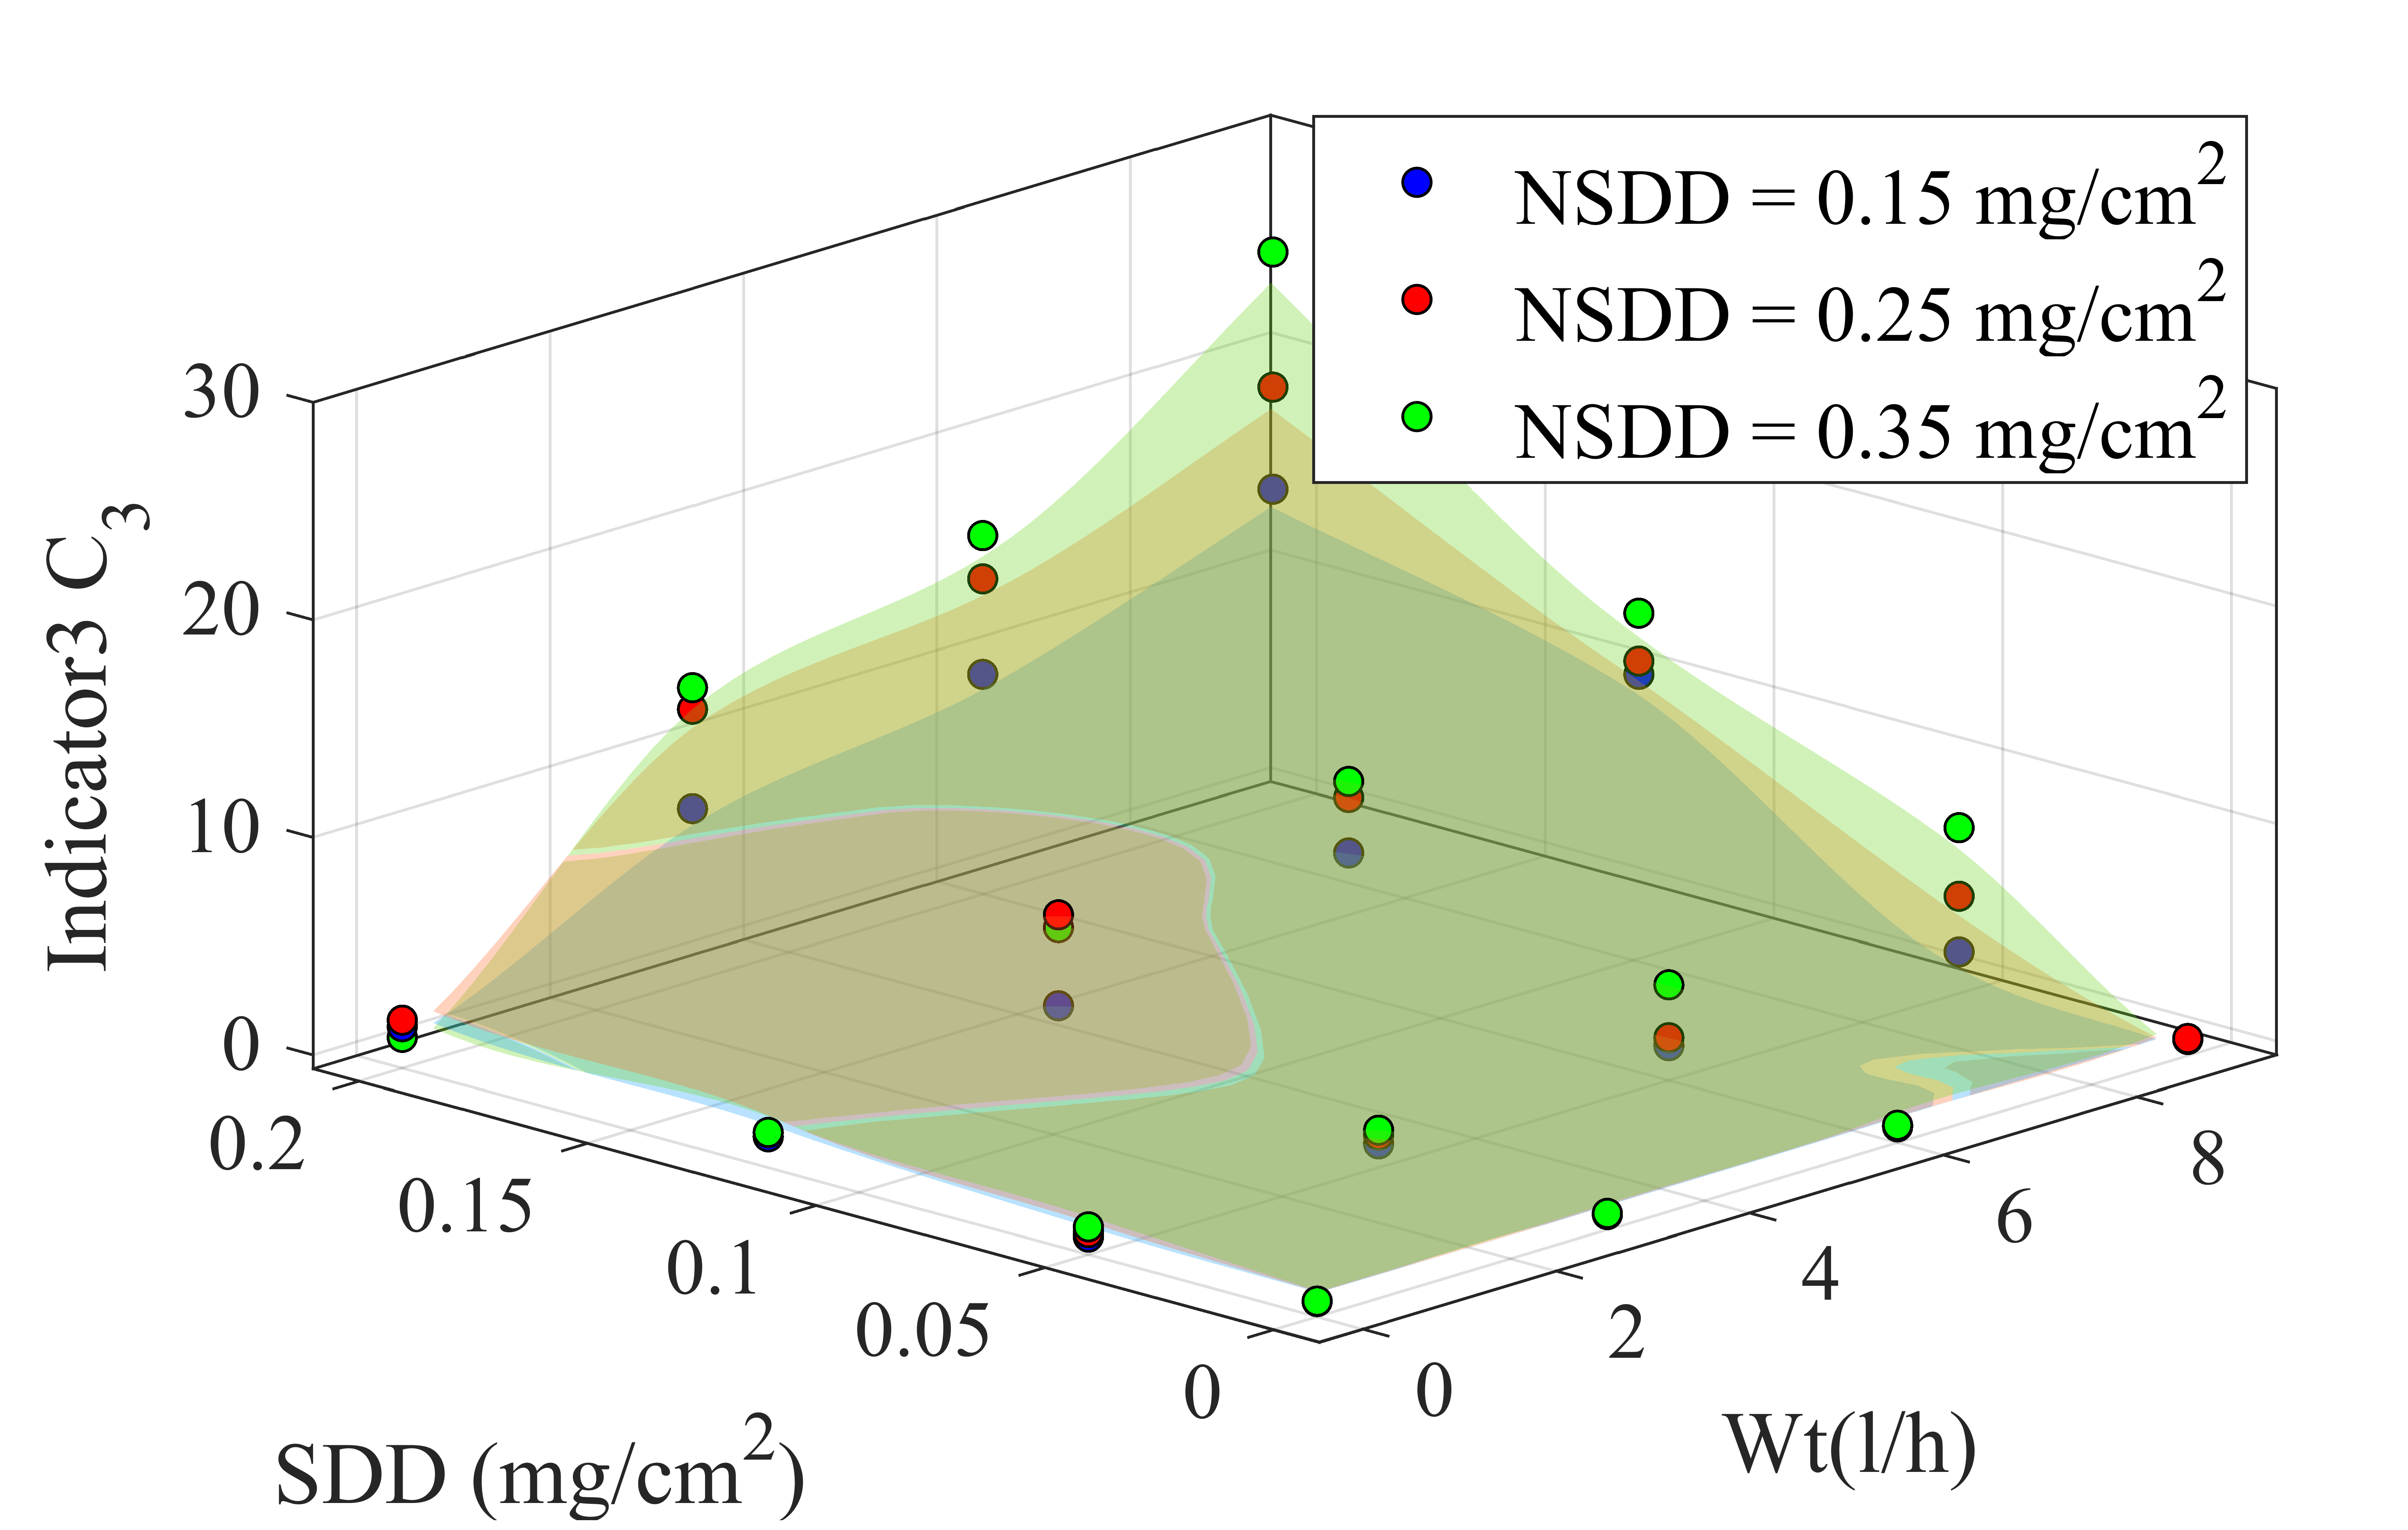 NSDD = 0.15 mg/cm²
NSDD = 0.25 mg/cm²
NSDD = 0.35 mg/cm²
Indicator3 C₃
30
20
10
0
0.2
0.15
0.1
0.05
0
0
2
4
6
8
SDD (mg/cm²)
Wt(l/h)